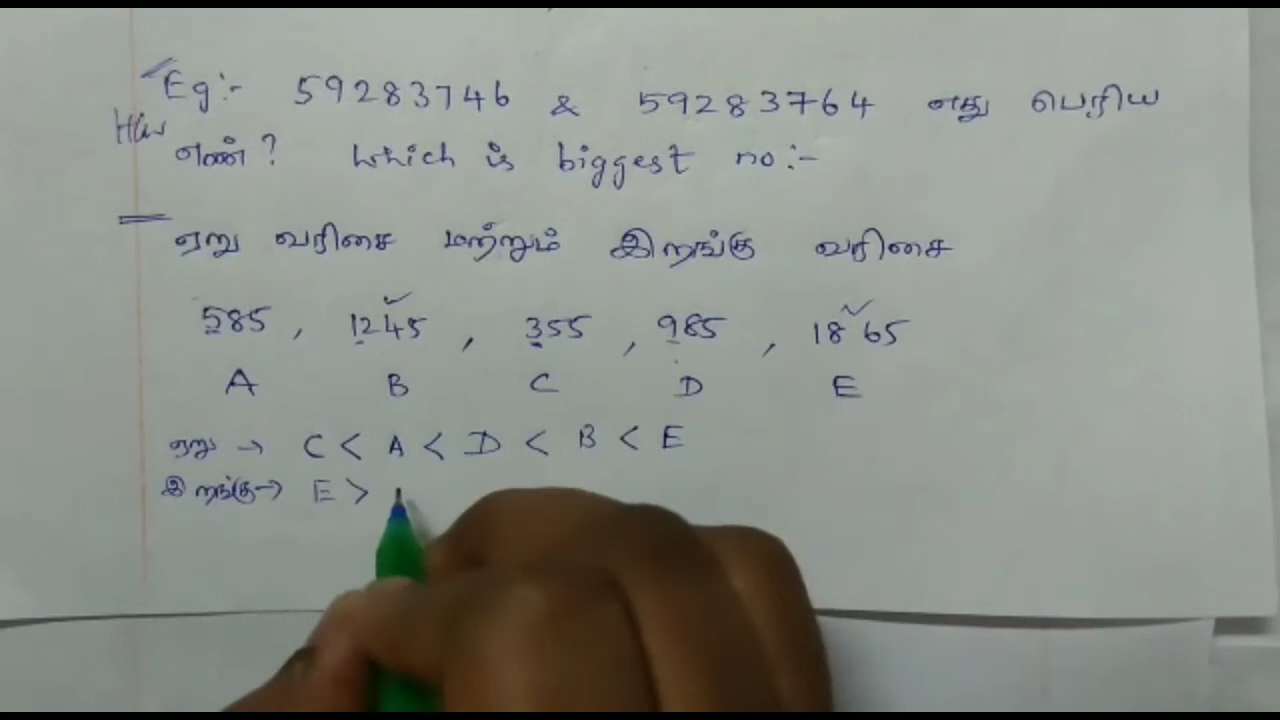 Eg:- 59283746 & 59283764 எது பெரிய
HW எண்? Which is biggest no:-
ஏறு வரிசை மற்றும் இறங்கு வரிசை
585, 1245, 355, 985, 1865
A B C D E
ஏறு → C < A < D < B < E
இறங்கு → E >